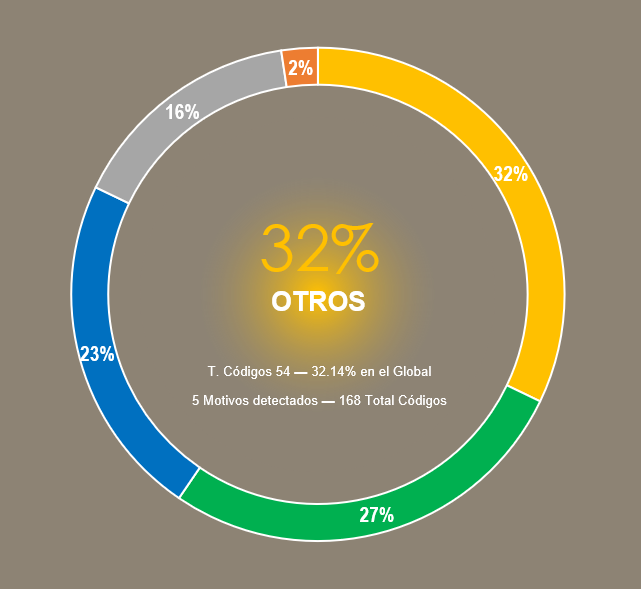 2%
16%
32%
32%
OTROS
23%
T. Códigos 54 — 32.14% en el Global
5 Motivos detectados — 168 Total Códigos
27%